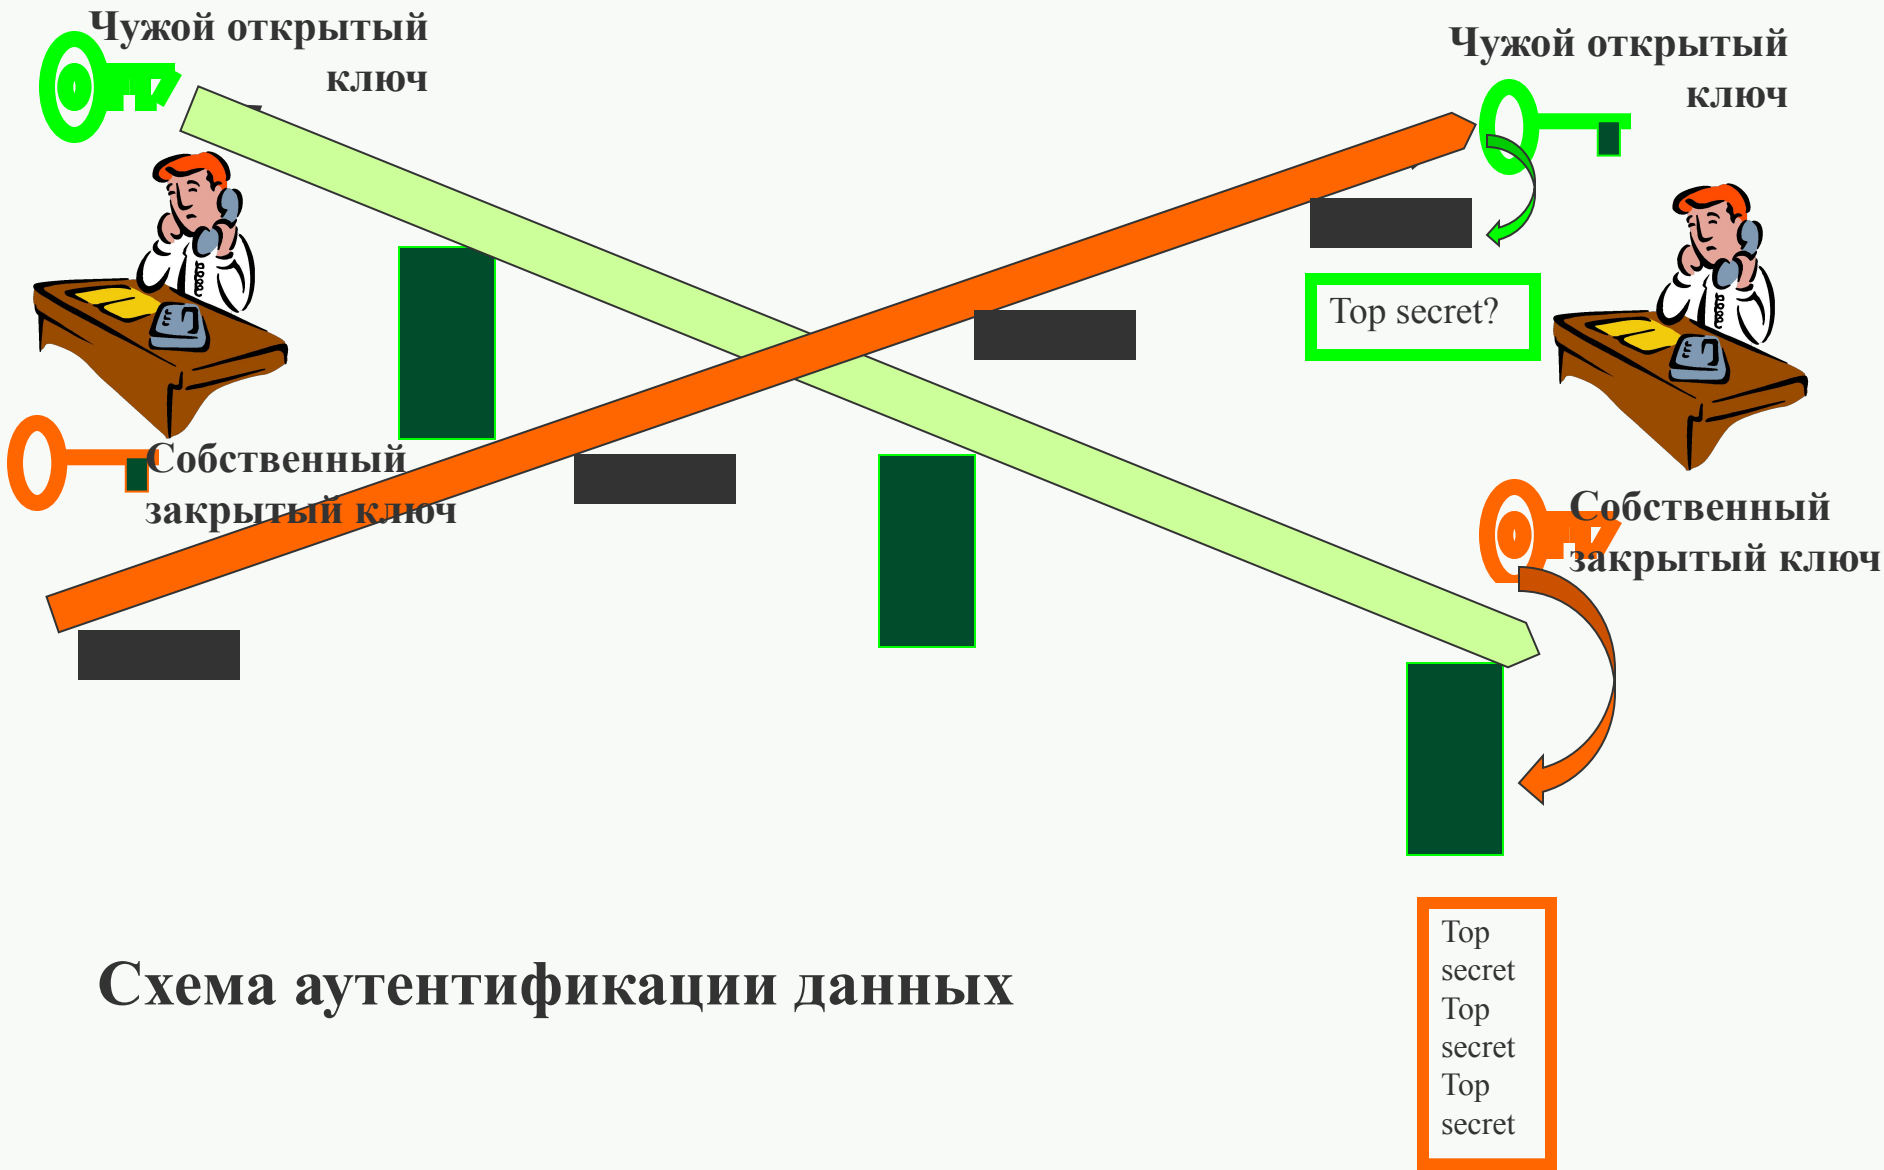 Чужой открытый
ключ
Чужой открытый
ключ
Top secret?
Собственный
закрытый ключ
Собственный
закрытый ключ
Схема аутентификации данных
Top
secret
Top
secret
Top
secret